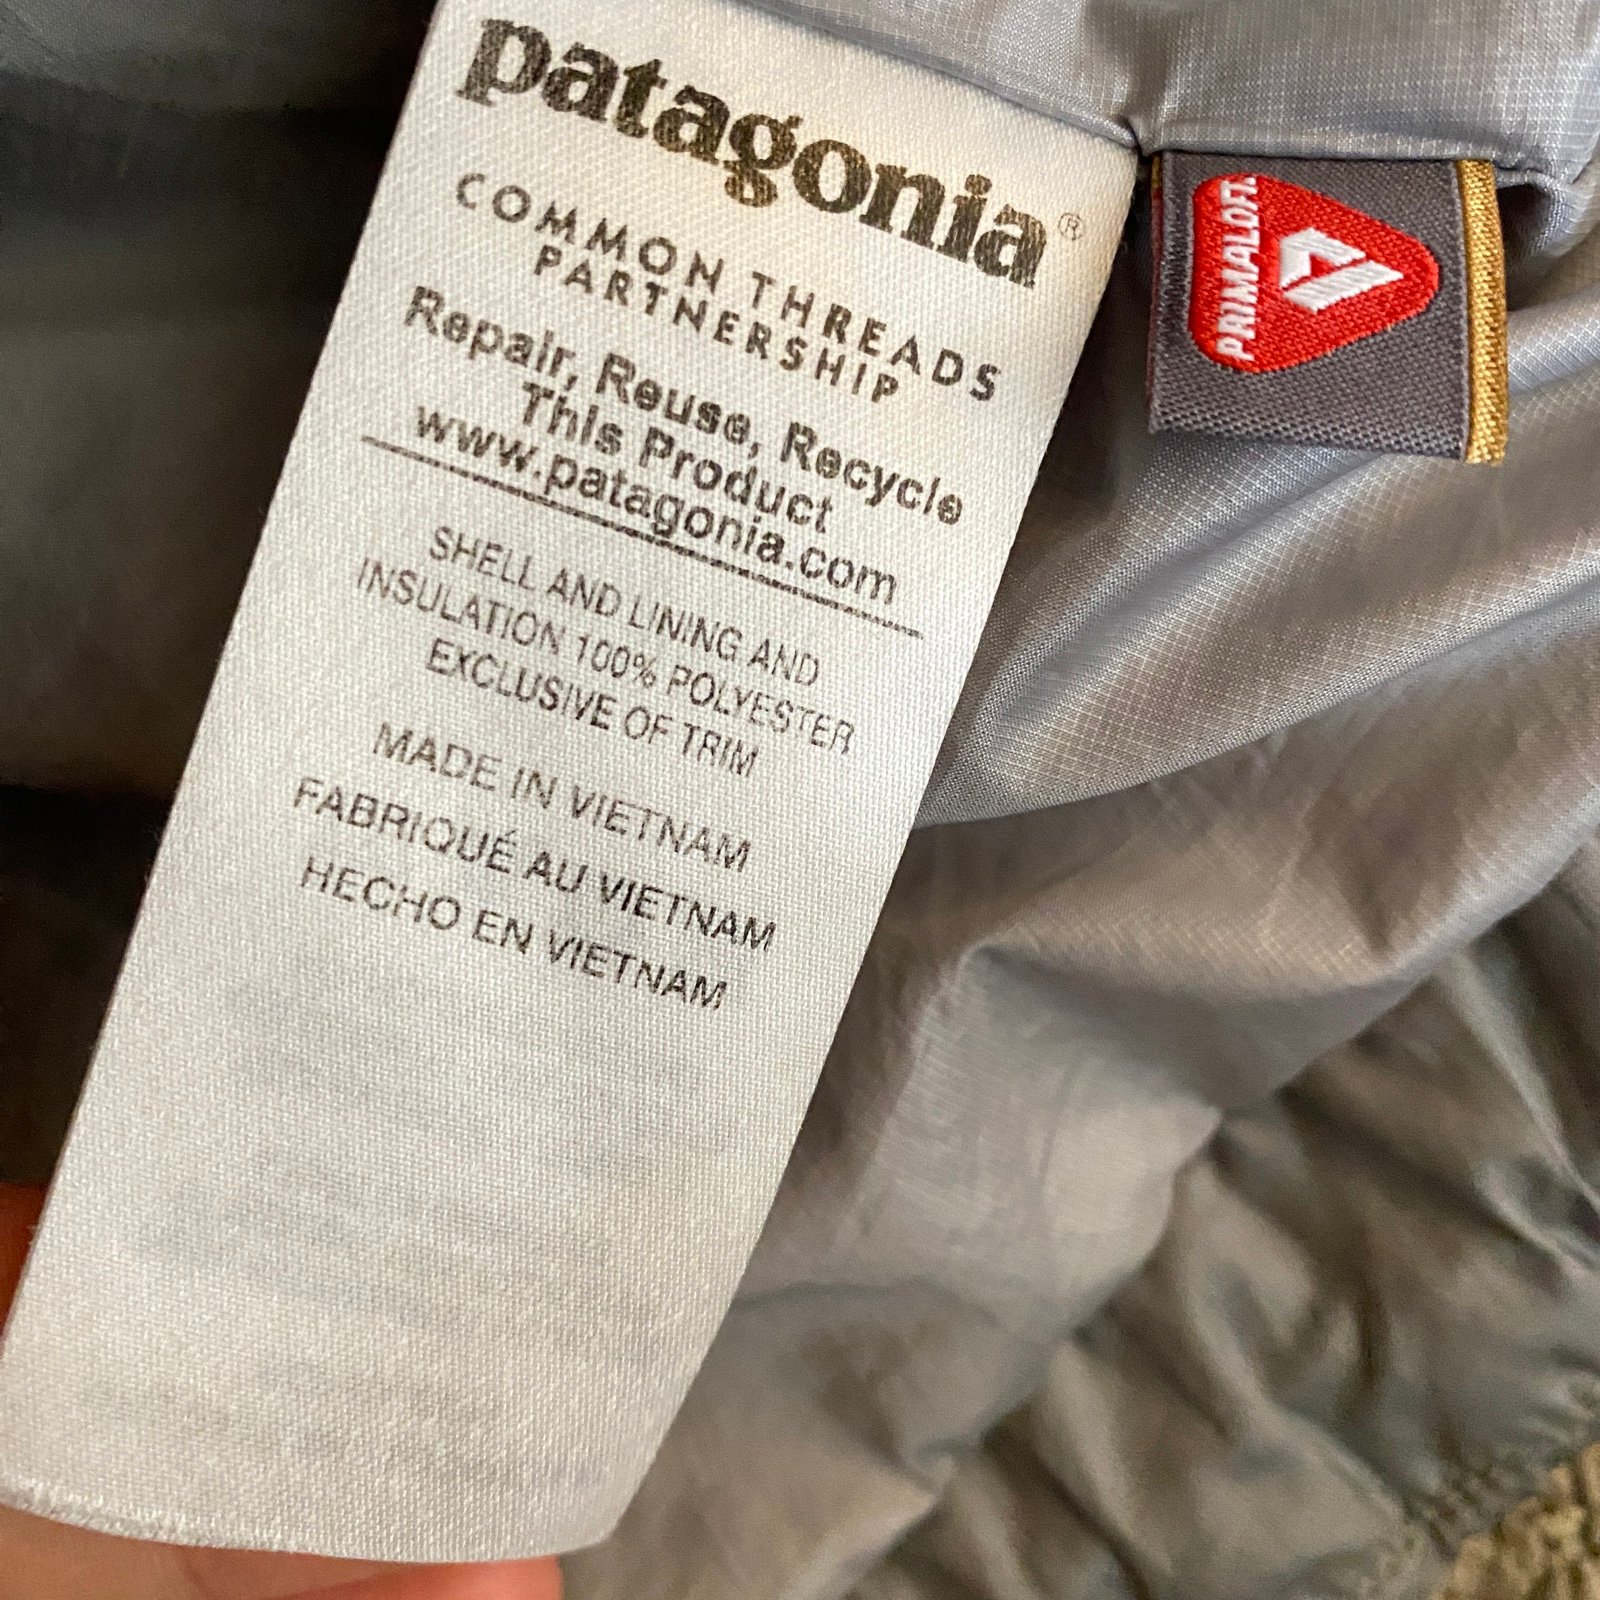 patagonia®
COMMON THREADS
PARTNERSHIP
Repair, Reuse, Recycle
This Product
www.patagonia.com
SHELL AND LINING AND
INSULATION 100% POLYESTER
EXCLUSIVE OF TRIM
MADE IN VIETNAM
FABRIQUÉ AU VIETNAM
HECHO EN VIETNAM
PRIMALOFT.